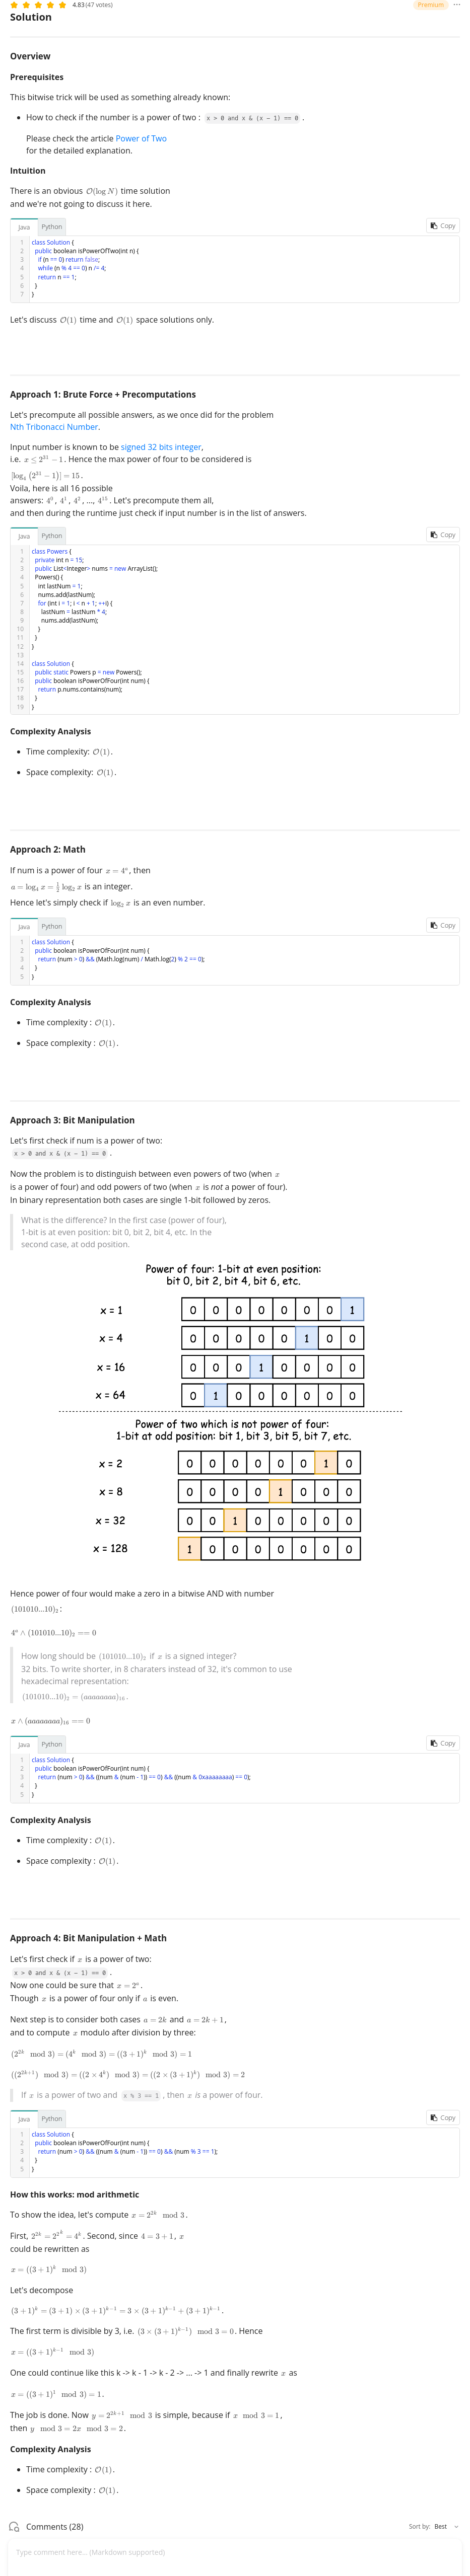 4.83 (47 votes)
Premium
Solution
Overview
Prerequisites
This bitwise trick will be used as something already known:
How to check if the number is a power of two : x > 0 and x & (x - 1) == 0 .
Please check the article Power of Two
for the detailed explanation.
Intuition
There is an obvious O(log N) time solution
and we're not going to discuss it here.
Java Python Copy
1 class Solution {
2 public boolean isPowerOfTwo(int n) {
3 if (n == 0) return false;
4 while (n % 4 == 0) n /= 4;
5 return n == 1;
6 }
7 }
Let's discuss O(1) time and O(1) space solutions only.
Approach 1: Brute Force + Precomputations
Let's precompute all possible answers, as we once did for the problem
Nth Tribonacci Number.
Input number is known to be signed 32 bits integer,
i.e. x ≤ 2^31 − 1. Hence the max power of four to be considered is
[log_4 (2^31 − 1)] = 15.
Voila, here is all 16 possible
answers: 4^0, 4^1, 4^2, ..., 4^15. Let's precompute them all,
and then during the runtime just check if input number is in the list of answers.
Java Python Copy
1 class Powers {
2 private int n = 15;
3 public List<Integer> nums = new ArrayList();
4 Powers() {
5 int lastNum = 1;
6 nums.add(lastNum);
7 for (int i = 1; i < n + 1; ++i) {
8 lastNum = lastNum * 4;
9 nums.add(lastNum);
10 }
11 }
12 }
13
14 class Solution {
15 public static Powers p = new Powers();
16 public boolean isPowerOfFour(int num) {
17 return p.nums.contains(num);
18 }
19 }
Complexity Analysis
Time complexity: O(1).
Space complexity: O(1).
Approach 2: Math
If num is a power of four x = 4^a, then
a = log_4 x = 1/2 log_2 x is an integer.
Hence let's simply check if log_2 x is an even number.
Java Python Copy
1 class Solution {
2 public boolean isPowerOfFour(int num) {
3 return (num > 0) && (Math.log(num) / Math.log(2) % 2 == 0);
4 }
5 }
Complexity Analysis
Time complexity : O(1).
Space complexity : O(1).
Approach 3: Bit Manipulation
Let's first check if num is a power of two:
x > 0 and x & (x - 1) == 0 .
Now the problem is to distinguish between even powers of two (when x
is a power of four) and odd powers of two (when x is not a power of four).
In binary representation both cases are single 1-bit followed by zeros.
What is the difference? In the first case (power of four),
1-bit is at even position: bit 0, bit 2, bit 4, etc. In the
second case, at odd position.
Power of four: 1-bit at even position:
bit 0, bit 2, bit 4, bit 6, etc.
x = 1 0 0 0 0 0 0 0 1
x = 4 0 0 0 0 0 1 0 0
x = 16 0 0 0 1 0 0 0 0
x = 64 0 1 0 0 0 0 0 0
Power of two which is not power of four:
1-bit at odd position: bit 1, bit 3, bit 5, bit 7, etc.
x = 2 0 0 0 0 0 0 1 0
x = 8 0 0 0 0 1 0 0 0
x = 32 0 0 1 0 0 0 0 0
x = 128 1 0 0 0 0 0 0 0
Hence power of four would make a zero in a bitwise AND with number
(101010...10)_2:
4^a ∧ (101010...10)_2 == 0
How long should be (101010...10)_2 if x is a signed integer?
32 bits. To write shorter, in 8 charaters instead of 32, it's common to use
hexadecimal representation:
(101010...10)_2 = (aaaaaaaa)_16.
x ∧ (aaaaaaaa)_16 == 0
Java Python Copy
1 class Solution {
2 public boolean isPowerOfFour(int num) {
3 return (num > 0) && ((num & (num - 1)) == 0) && ((num & 0xaaaaaaaa) == 0);
4 }
5 }
Complexity Analysis
Time complexity : O(1).
Space complexity : O(1).
Approach 4: Bit Manipulation + Math
Let's first check if x is a power of two:
x > 0 and x & (x - 1) == 0 .
Now one could be sure that x = 2^a.
Though x is a power of four only if a is even.
Next step is to consider both cases a = 2k and a = 2k + 1,
and to compute x modulo after division by three:
(2^2k mod 3) = (4^k mod 3) = ((3 + 1)^k mod 3) = 1
((2^2k+1) mod 3) = ((2 × 4^k) mod 3) = ((2 × (3 + 1)^k) mod 3) = 2
If x is a power of two and x % 3 == 1 , then x is a power of four.
Java Python Copy
1 class Solution {
2 public boolean isPowerOfFour(int num) {
3 return (num > 0) && ((num & (num - 1)) == 0) && (num % 3 == 1);
4 }
5 }
How this works: mod arithmetic
To show the idea, let's compute x = 2^2k mod 3.
First, 2^2k = 2^2^k = 4^k. Second, since 4 = 3 + 1, x
could be rewritten as
x = ((3 + 1)^k mod 3)
Let's decompose
(3 + 1)^k = (3 + 1) × (3 + 1)^k−1 = 3 × (3 + 1)^k−1 + (3 + 1)^k−1.
The first term is divisible by 3, i.e. (3 × (3 + 1)^k−1) mod 3 = 0. Hence
x = ((3 + 1)^k−1 mod 3)
One could continue like this k -> k - 1 -> k - 2 -> ... -> 1 and finally rewrite x as
x = ((3 + 1)^1 mod 3) = 1.
The job is done. Now y = 2^2k+1 mod 3 is simple, because if x mod 3 = 1,
then y mod 3 = 2x mod 3 = 2.
Complexity Analysis
Time complexity : O(1).
Space complexity : O(1).
Comments (28)
Sort by: Best
Type comment here... (Markdown supported)